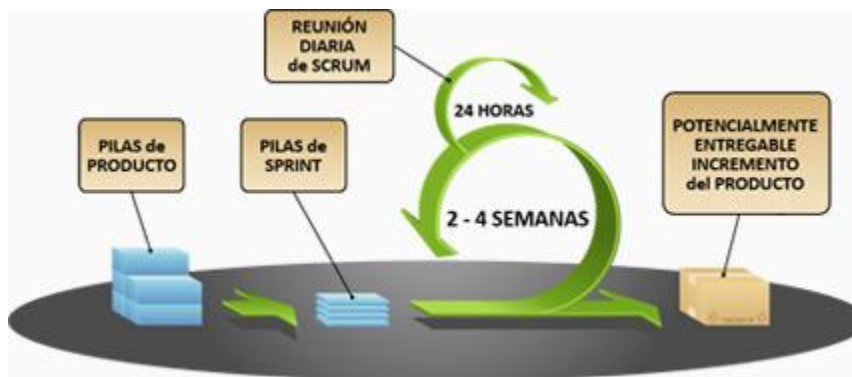 REUNIÓN
DIARIA
de SCRUM
24 HORAS
PILAS de
PRODUCTO
PILAS de
SPRINT
POTENCIALMENTE
ENTREGABLE
INCREMENTO
del PRODUCTO
2 - 4 SEMANAS